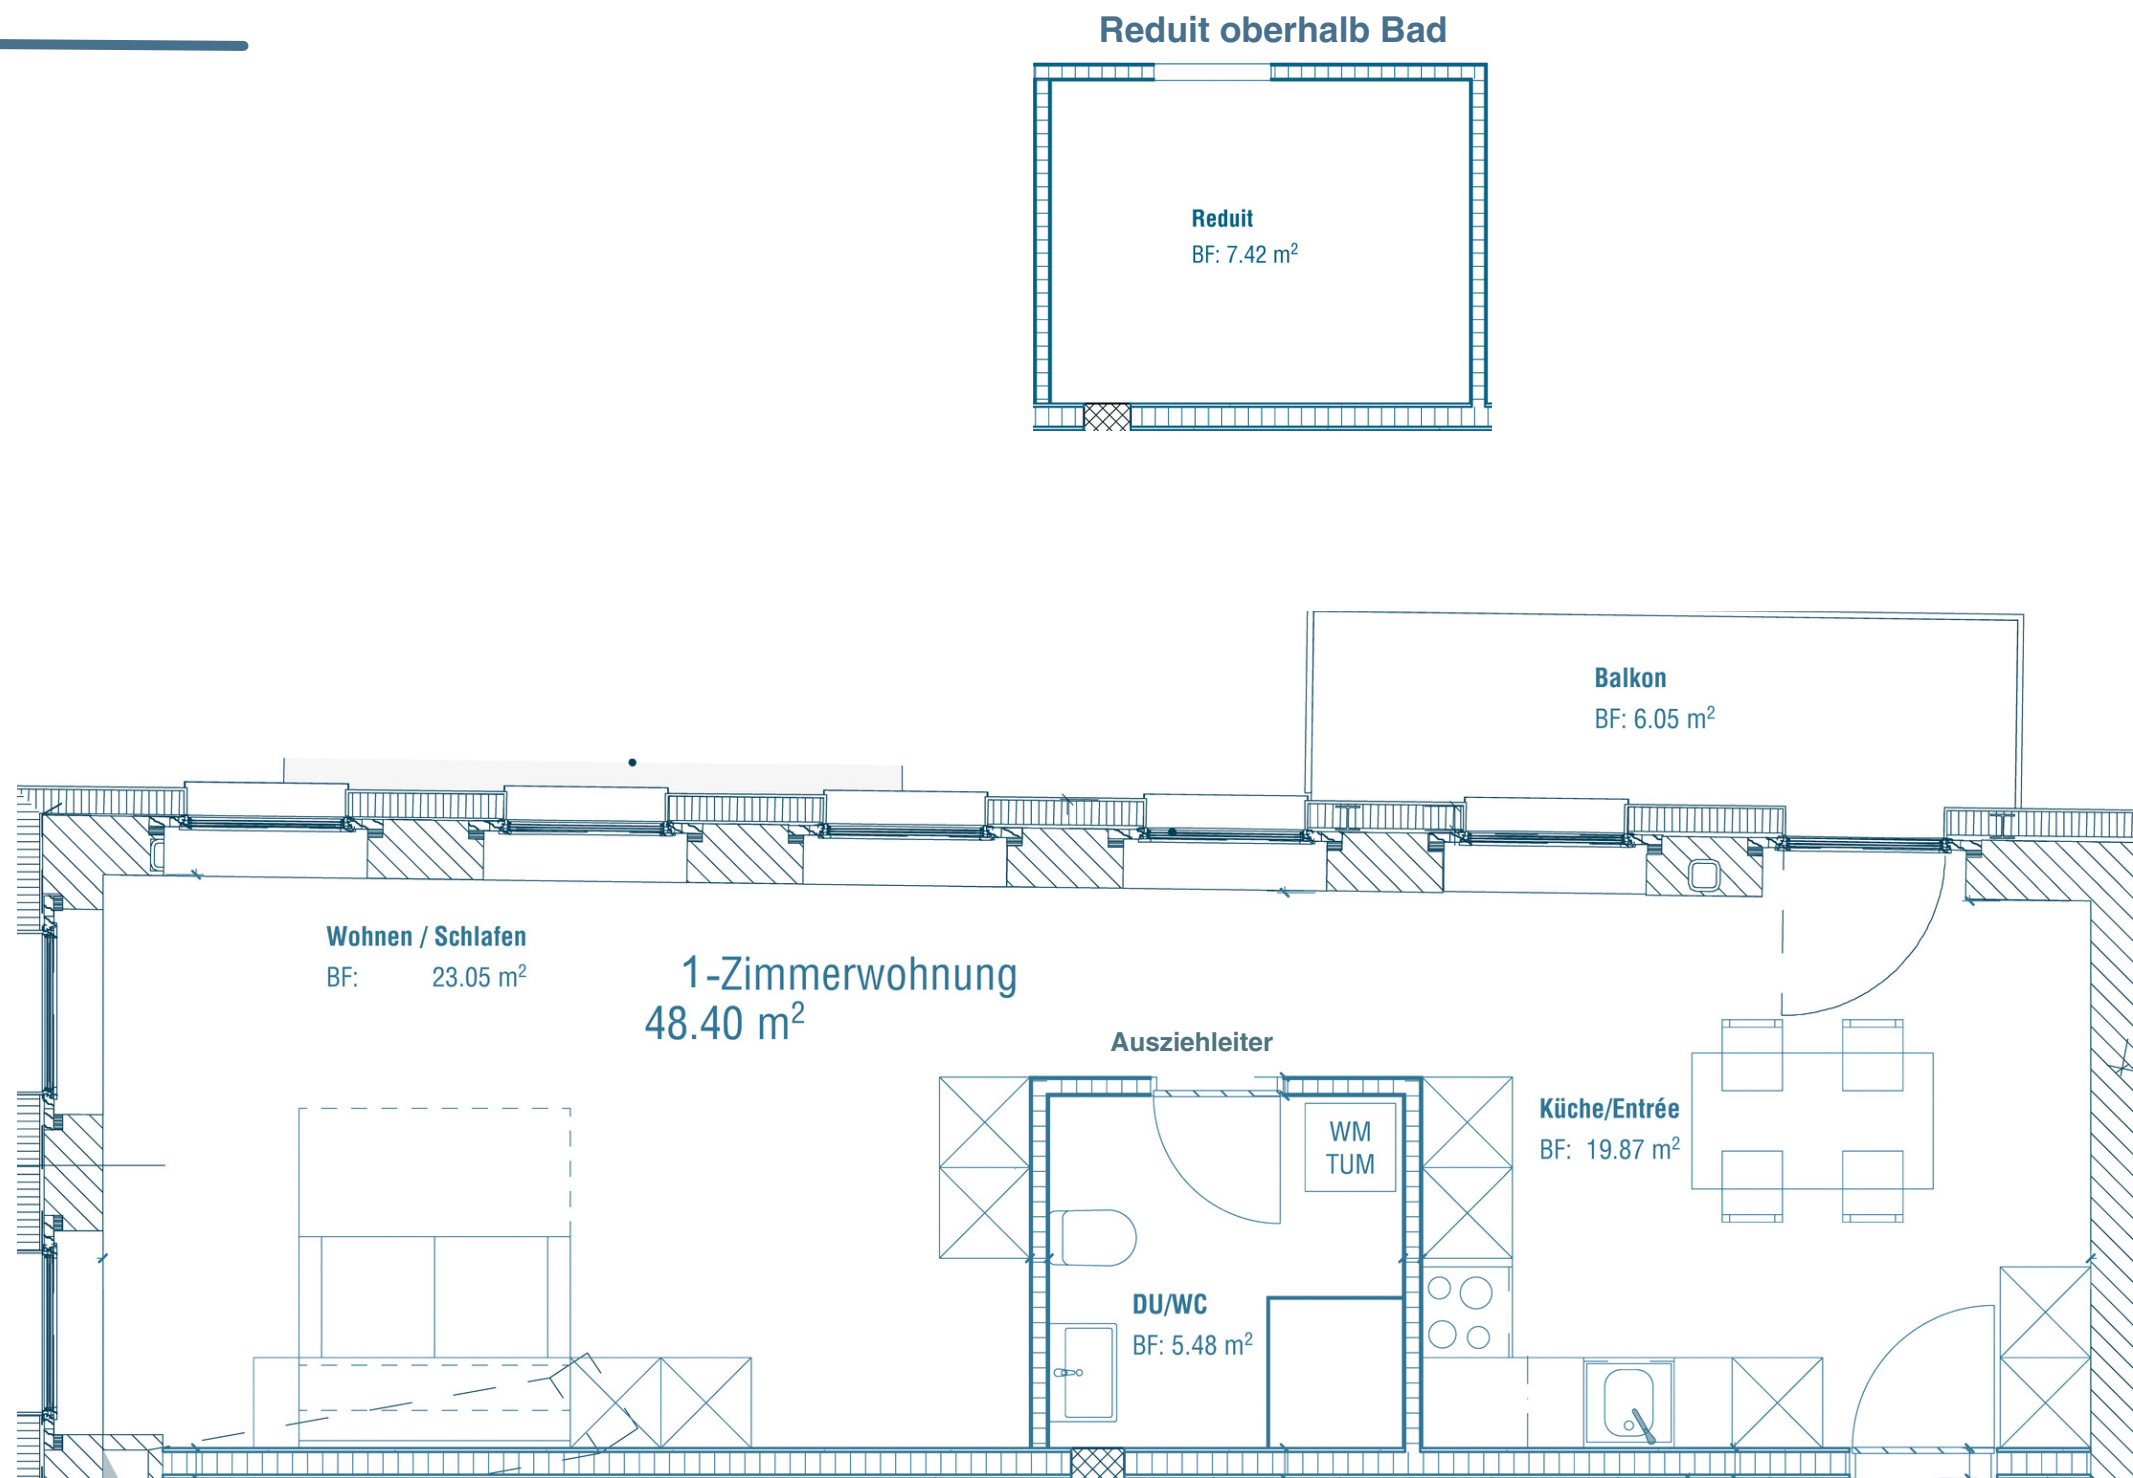 Reduit oberhalb Bad
Reduit
BF: 7.42 m²
Balkon
BF: 6.05 m²
Wohnen / Schlafen
BF: 23.05 m²
1-Zimmerwohnung
48.40 m²
Ausziehleiter
WM
TUM
Küche/Entrée
BF: 19.87 m²
DU/WC
BF: 5.48 m²